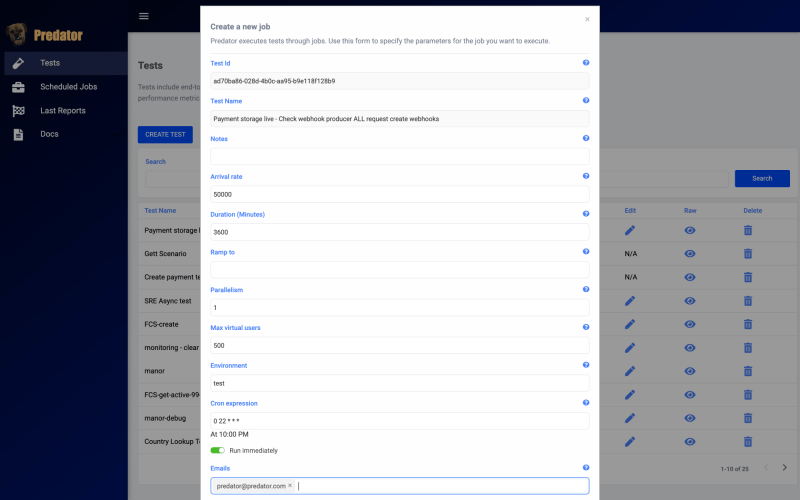 Predator
Tests
Scheduled Jobs
Last Reports
Docs
Tests
Tests include end-to
performance metric
CREATE TEST
Search
Search
Test Name
Edit
Raw
Delete
Payment storage l
Gett Scenario
N/A
Create payment te
N/A
SRE Async test
FCS-create
monitoring - clear
manor
FCS-get-active-99
manor-debug
Country Lookup T
1-10 of 25
×
Create a new job
Predator executes tests through jobs. Use this form to specify the parameters for the job you want to execute.
Test Id
ad70ba86-028d-4b0c-aa95-b9e118f128b9
Test Name
Payment storage live - Check webhook producer ALL request create webhooks
Notes
Arrival rate
50000
Duration (Minutes)
3600
Ramp to
Parallelism
1
Max virtual users
500
Environment
test
Cron expression
0 22 * * *
At 10:00 PM
Run Immediately
Emails
predator@predator.com ×